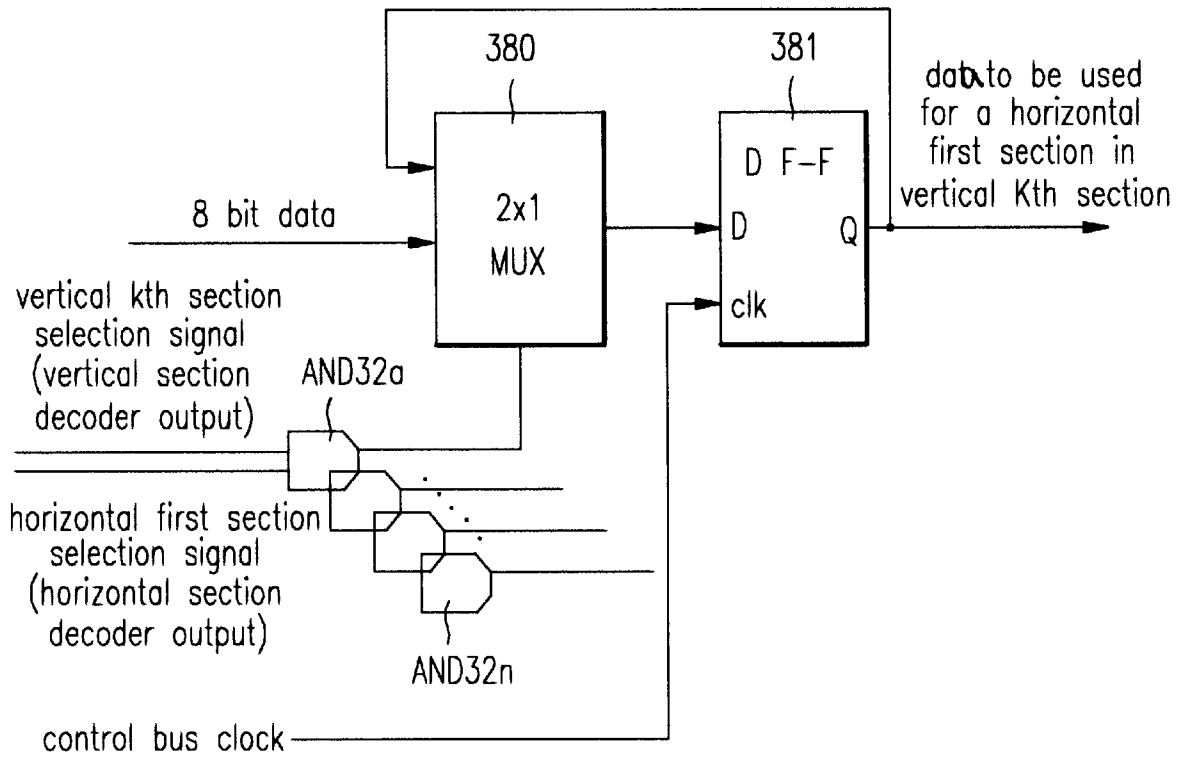 380
381
data to be used
for a horizontal
first section in
vertical Kth section
2x1
MUX
D F-F
D
Q
clk
8 bit data
vertical kth section
selection signal
(vertical section
decoder output)
AND32a
horizontal first section
selection signal
(horizontal section
decoder output)
AND32n
control bus clock